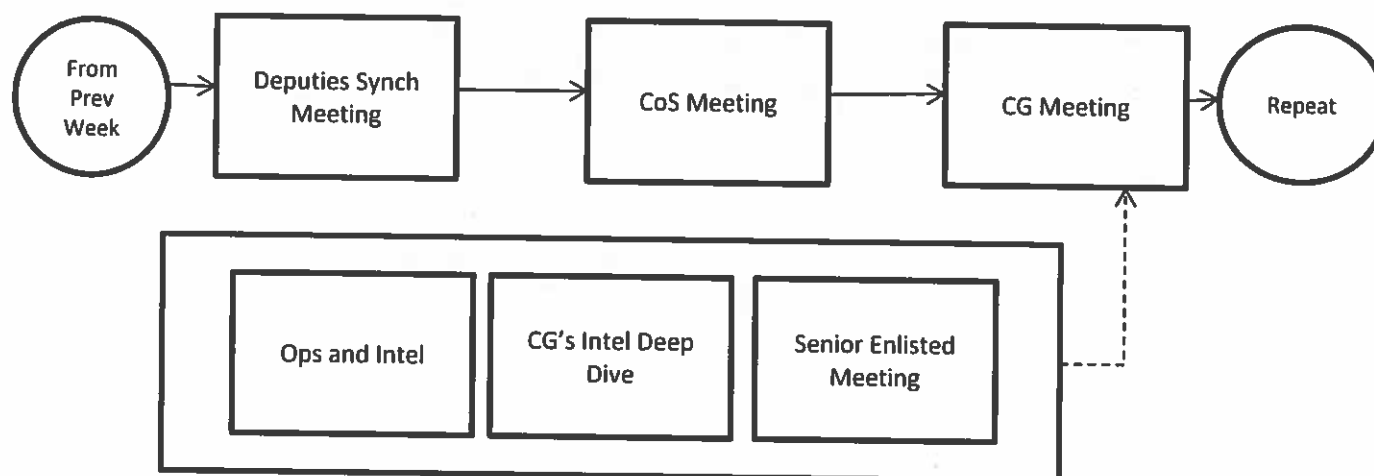 From
Prev
Week
Deputies Synch
Meeting
CoS Meeting
CG Meeting
Repeat
Ops and Intel
CG's Intel Deep
Dive
Senior Enlisted
Meeting